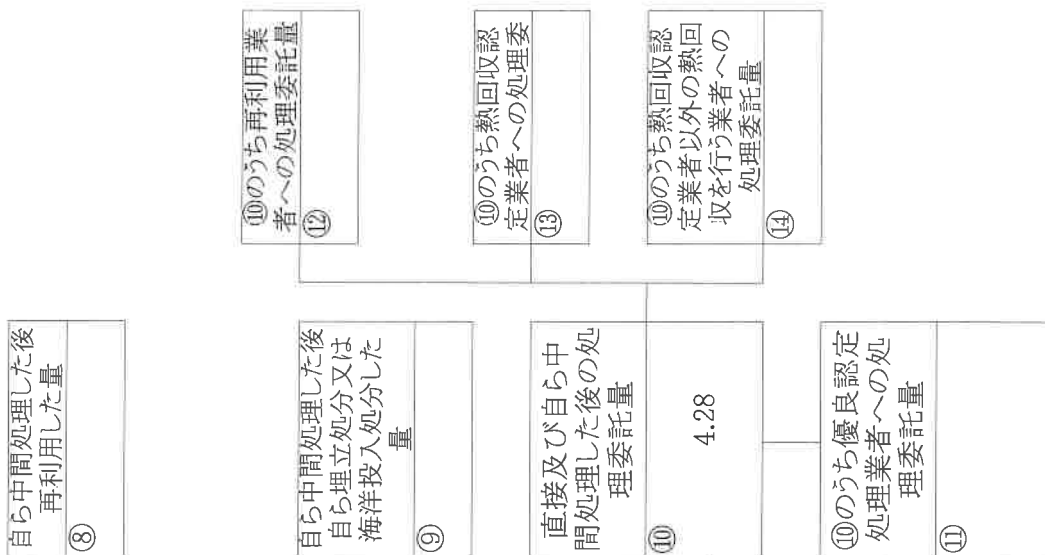 自ら中間処理した後
再利用した量
⑧
自ら中間処理した後
自ら埋立処分又は
海洋投入処分した
量
⑨
直接及び自ら中
間処理した後の処
理委託量
⑩
4.28
⑩のうち優良認定
処理業者への処
理委託量
⑪
⑩のうち再利用業
者への処理委託量
⑫
⑩のうち熱回収認
定業者への処理委
⑬
⑩のうち熱回収認
定業者以外の熱回
収を行う業者への
処理委託量
⑭